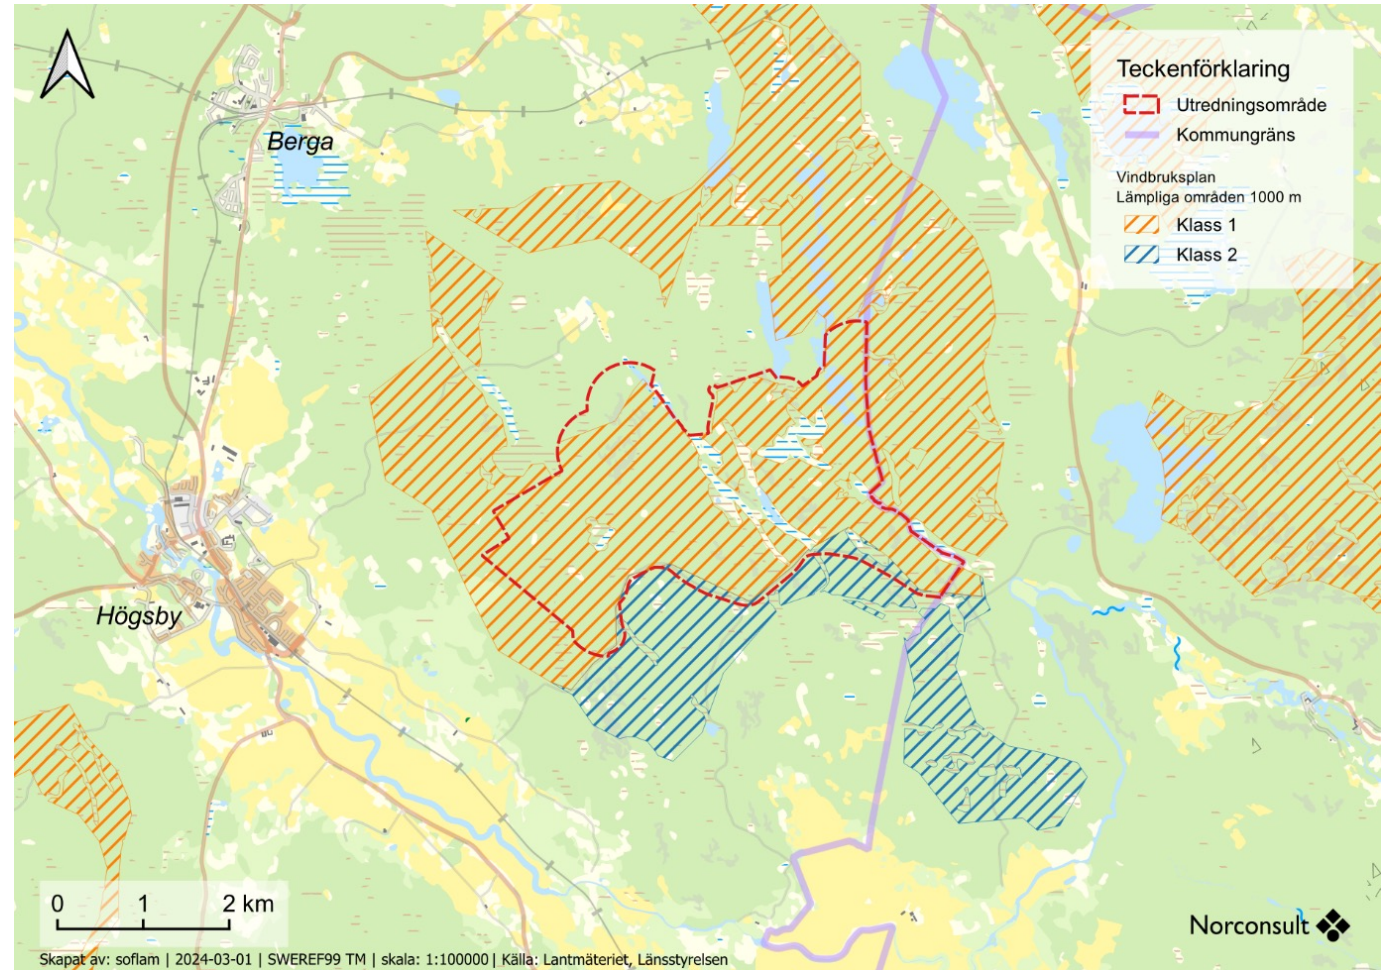 Teckenförklaring
Utredningsområde
Kommungräns
Vindbruksplan
Lämpliga områden 1000 m
Klass 1
Klass 2
Berga
Högsby
0 1 2 km
Norconsult
Skapat av: soflam | 2024-03-01 | SWEREF99 TM | skala: 1:100000 | Källa: Lantmäteriet, Länsstyrelsen